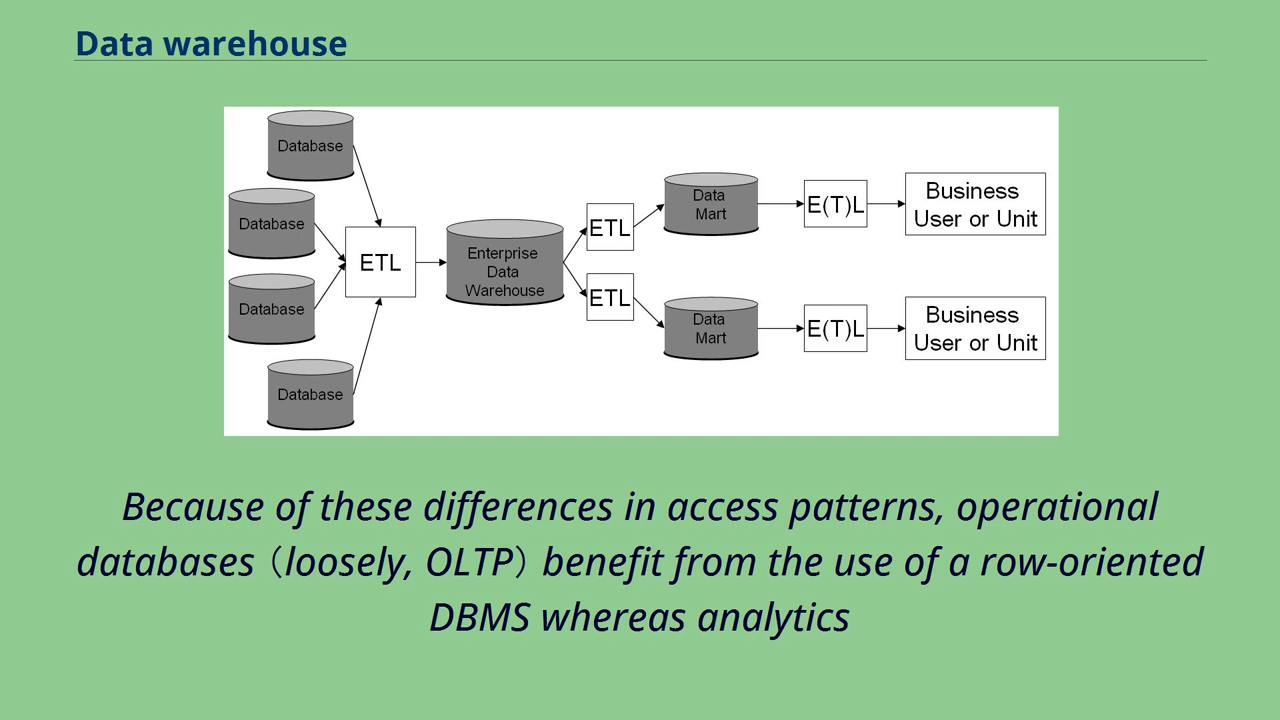 Data warehouse
Database
Database
Database
Database
ETL
Enterprise
Data
Warehouse
ETL
ETL
Data
Mart
E(T)L
Business
User or Unit
Data
Mart
E(T)L
Business
User or Unit
Because of these differences in access patterns, operational
databases（loosely, OLTP）benefit from the use of a row-oriented
DBMS whereas analytics